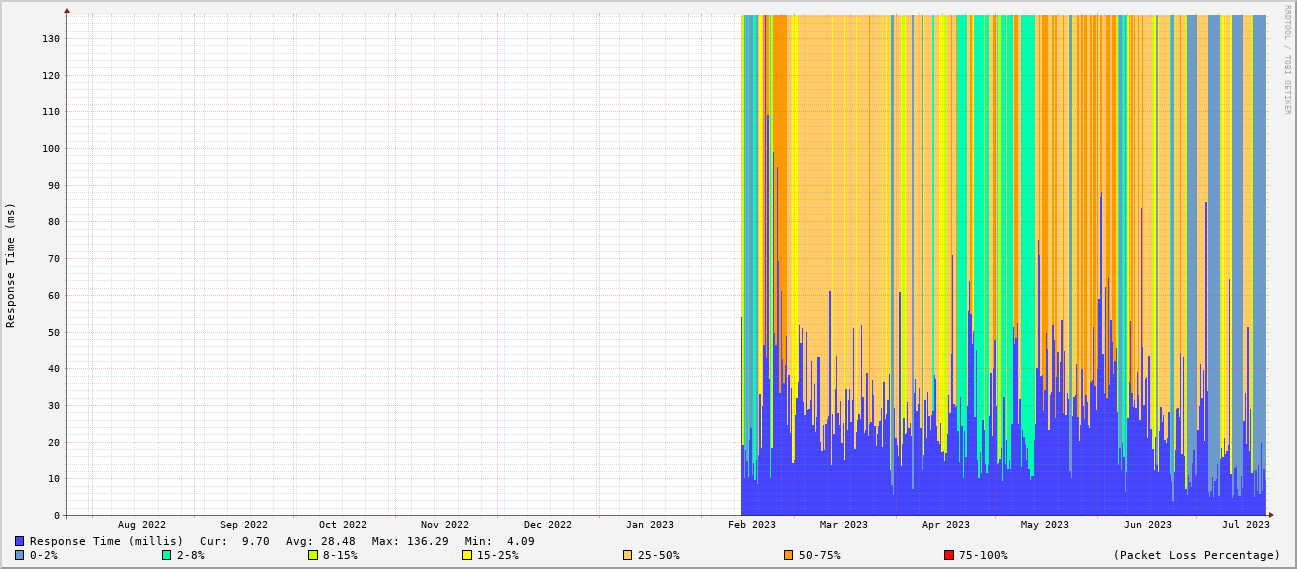 RRDTOOL / TOBI OETIKER
Response Time (ms)
130
120
110
100
90
80
70
60
50
40
30
20
10
0
Aug 2022 Sep 2022 Oct 2022 Nov 2022 Dec 2022 Jan 2023 Feb 2023 Mar 2023 Apr 2023 May 2023 Jun 2023 Jul 2023
Response Time (millis) Cur: 9.70 Avg: 28.48 Max: 136.29 Min: 4.09
0-2% 2-8% 8-15% 15-25% 25-50% 50-75% 75-100% (Packet Loss Percentage)